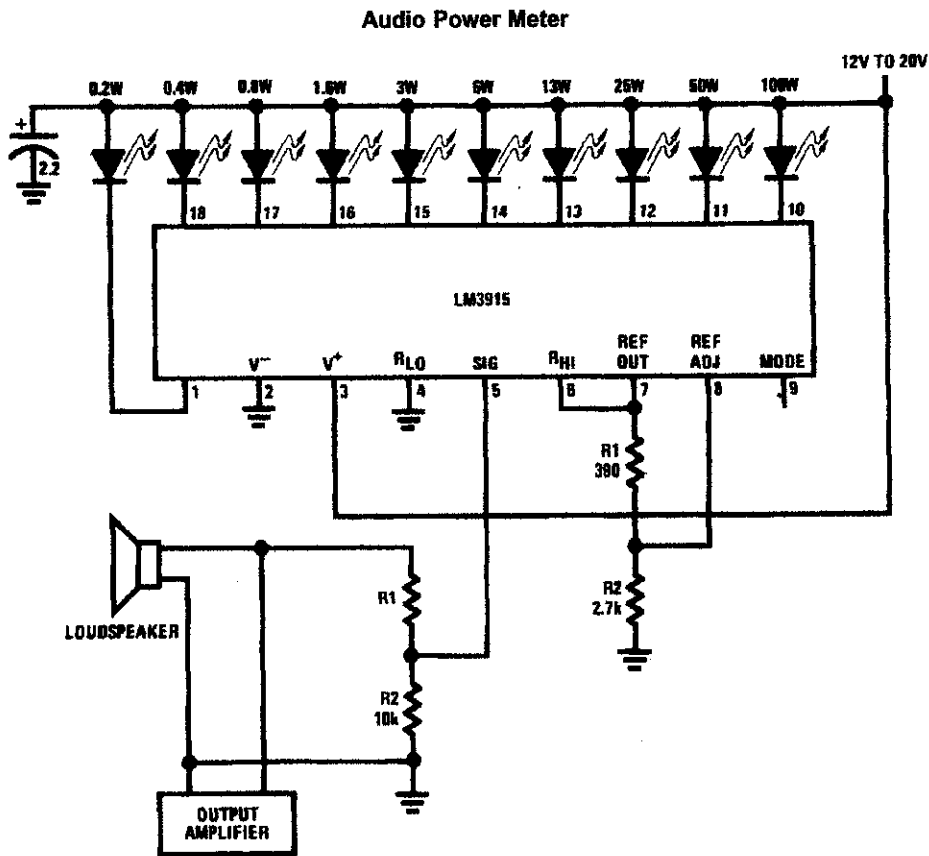 Audio Power Meter
12V TO 20V
0.2W 0.4W 0.8W 1.6W 3W 6W 13W 25W 50W 100W
+
2.2
18 17 16 15 14 13 12 11 10
LM3915
V− V+ RLO SIG RHI REF OUT REF ADJ MODE
1 2 3 4 5 6 7 8 9
R1
390
R2
2.7k
R1
LOUDSPEAKER
R2
10k
OUTPUT
AMPLIFIER